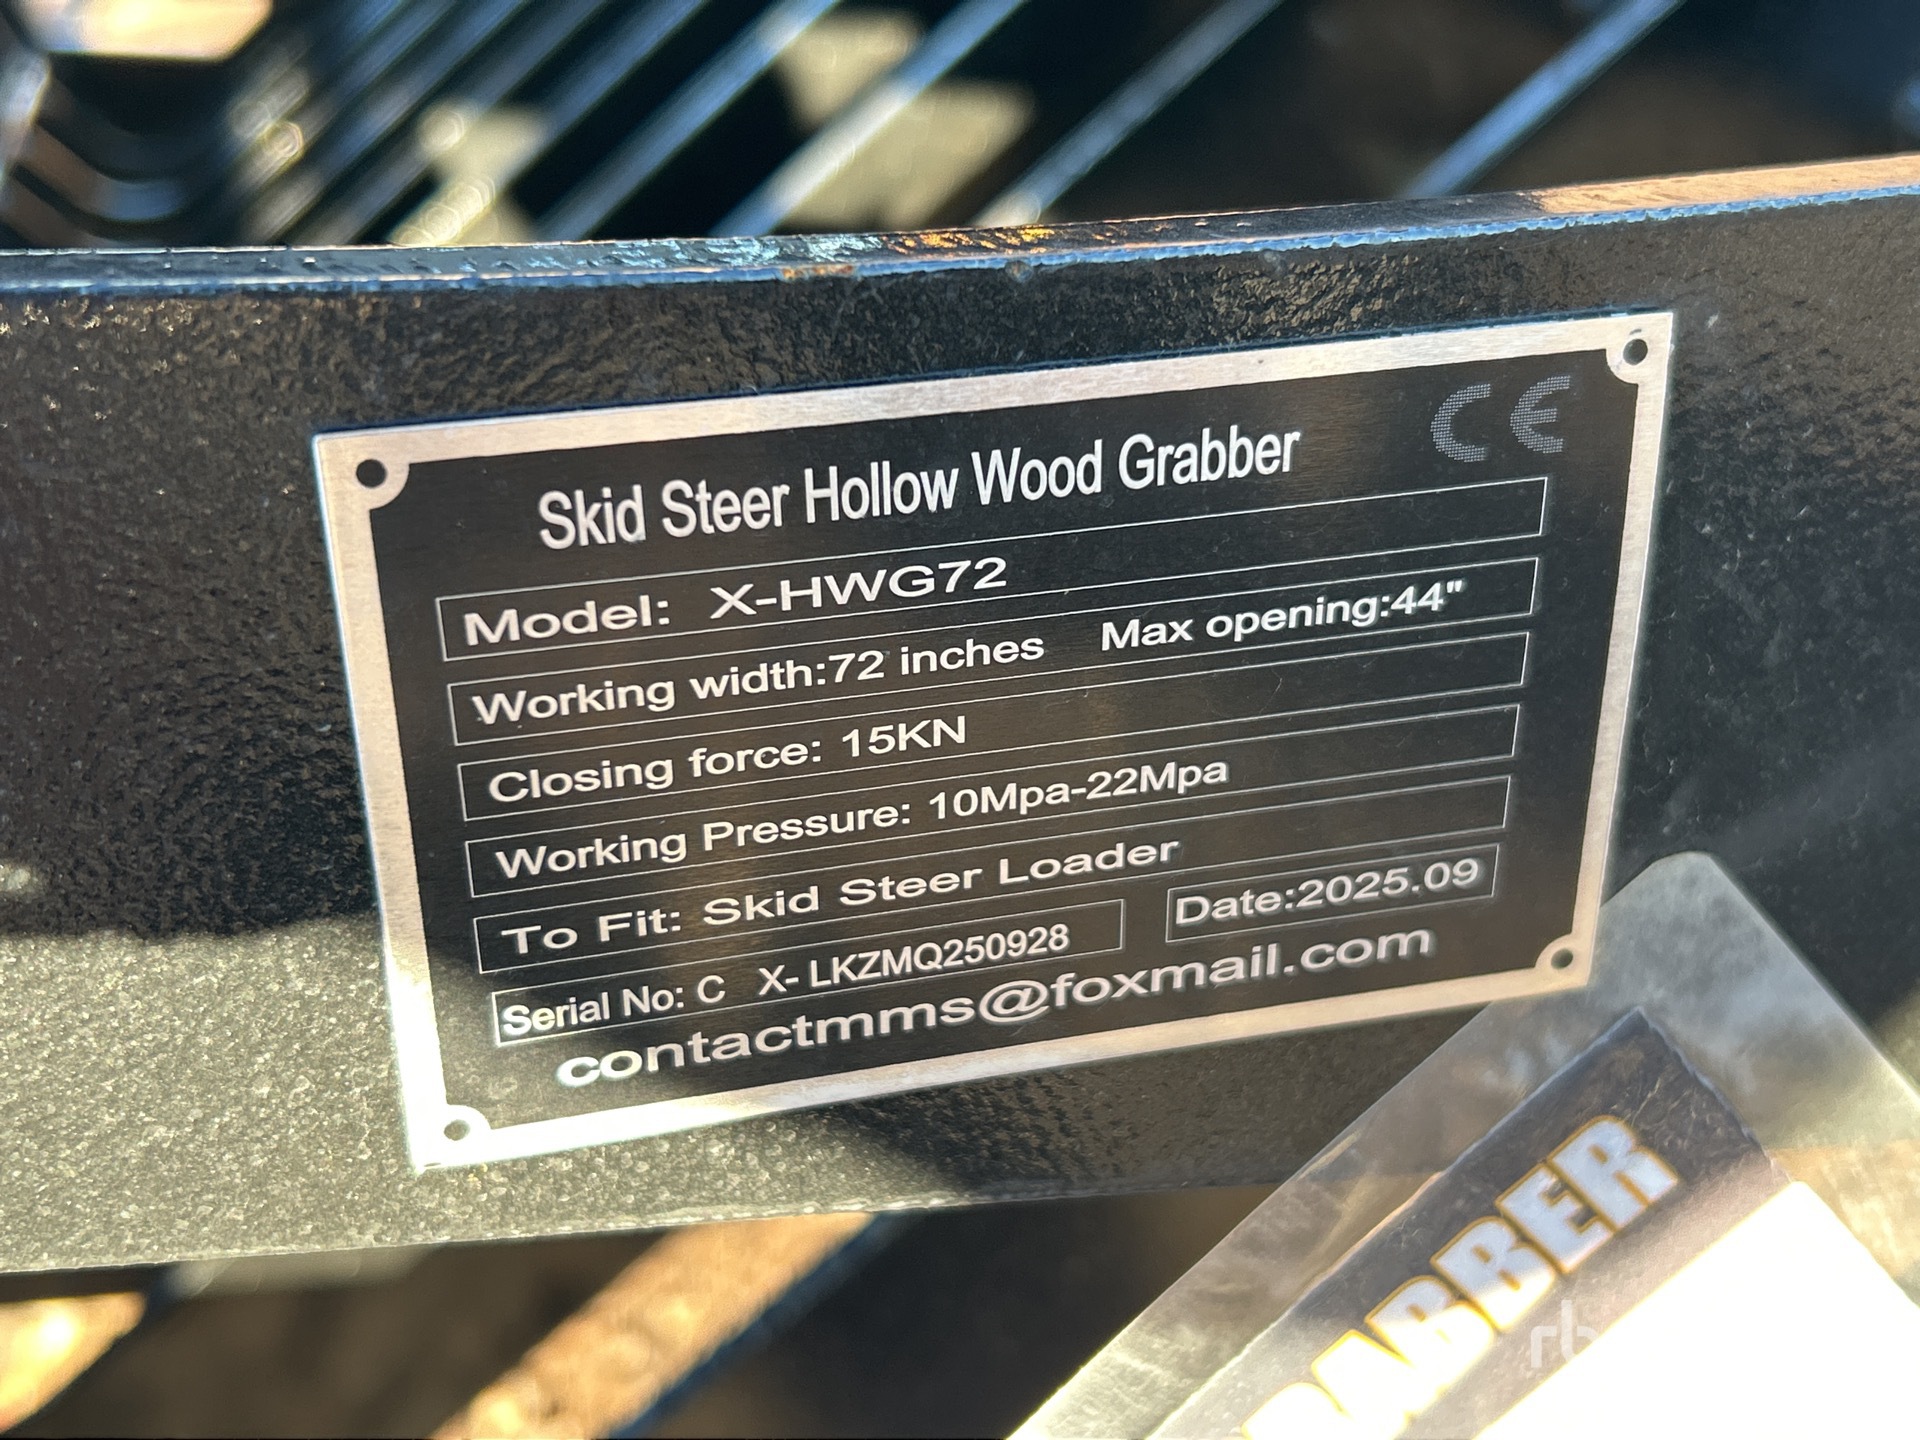 CE
Skid Steer Hollow Wood Grabber
Model: X-HWG72
Working width:72 inches Max opening:44"
Closing force: 15KN
Working Pressure: 10Mpa-22Mpa
To Fit: Skid Steer Loader
Serial No: C X- LKZMQ250928 Date:2025.09
contactmms@foxmail.com
ABBER
rb